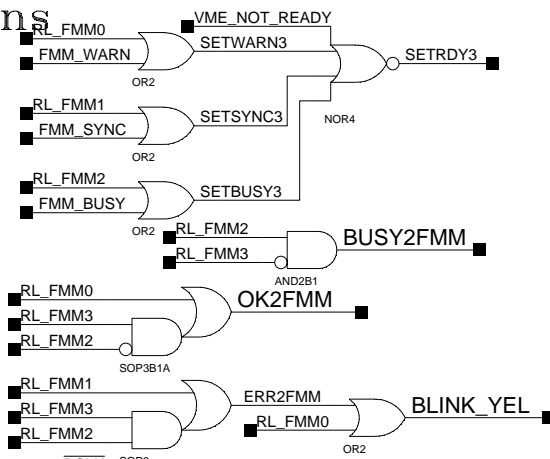 ns
VME_NOT_READY
RL_FMM0
SETWARN3
FMM_WARN
SETRDY3
OR2
RL_FMM1
SETSYNC3
NOR4
FMM_SYNC
OR2
RL_FMM2
SETBUSY3
FMM_BUSY
OR2
RL_FMM2
BUSY2FMM
RL_FMM3
AND2B1
RL_FMM0
OK2FMM
RL_FMM3
RL_FMM2
SOP3B1A
RL_FMM1
ERR2FMM
BLINK_YEL
RL_FMM3
RL_FMM0
RL_FMM2
OR2